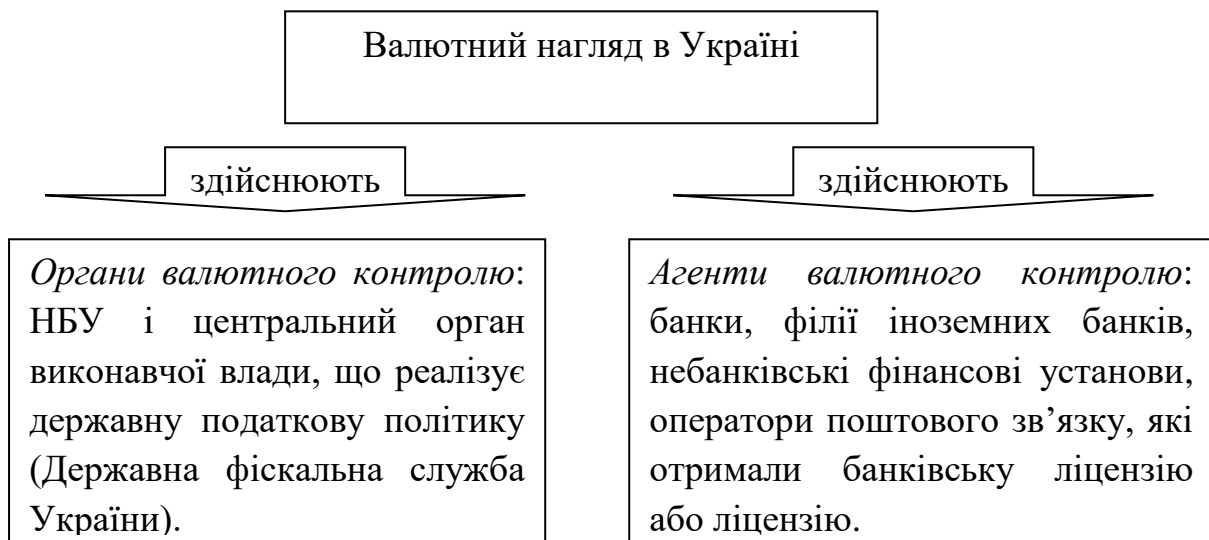 Валютний нагляд в Україні
здійснюють
здійснюють
Органи валютного контролю:
НБУ і центральний орган
виконавчої влади, що реалізує
державну податкову політику
(Державна фіскальна служба
України).
Агенти валютного контролю:
банки, філії іноземних банків,
небанківські фінансові установи,
оператори поштового зв’язку, які
отримали банківську ліцензію
або ліцензію.